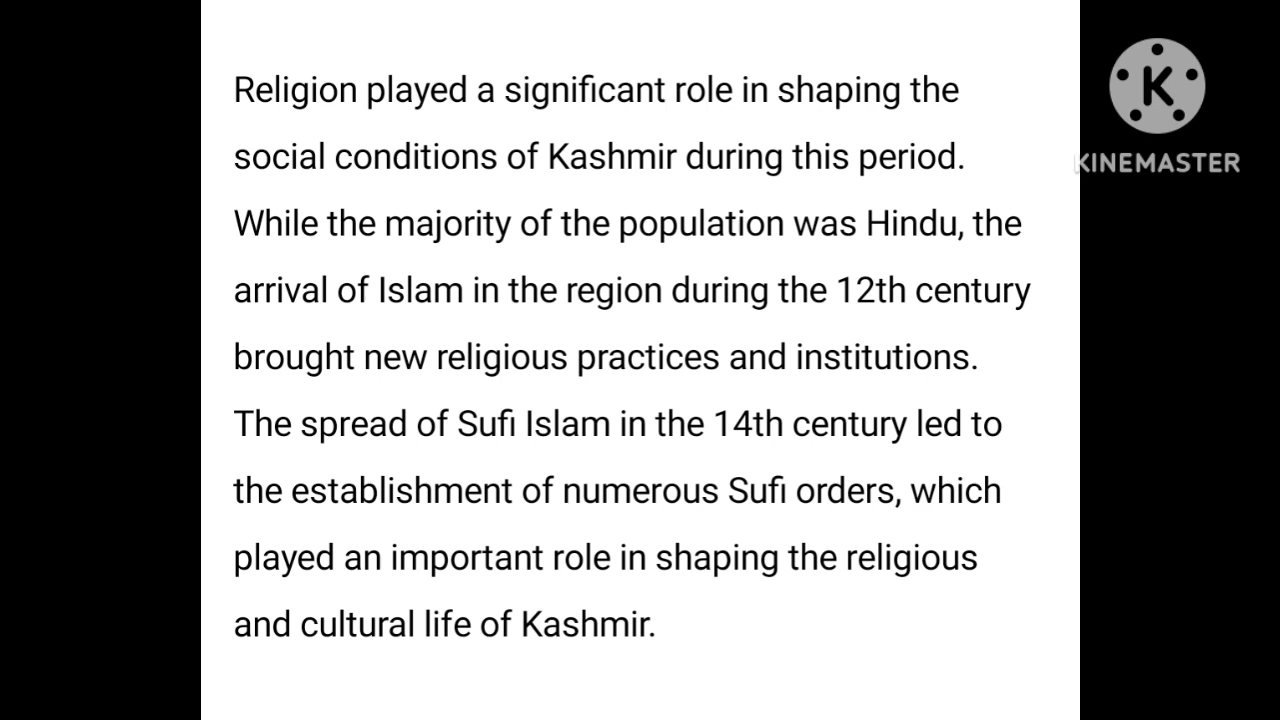 Religion played a significant role in shaping the
social conditions of Kashmir during this period.
While the majority of the population was Hindu, the
arrival of Islam in the region during the 12th century
brought new religious practices and institutions.
The spread of Sufi Islam in the 14th century led to
the establishment of numerous Sufi orders, which
played an important role in shaping the religious
and cultural life of Kashmir.
K
KINEMASTER